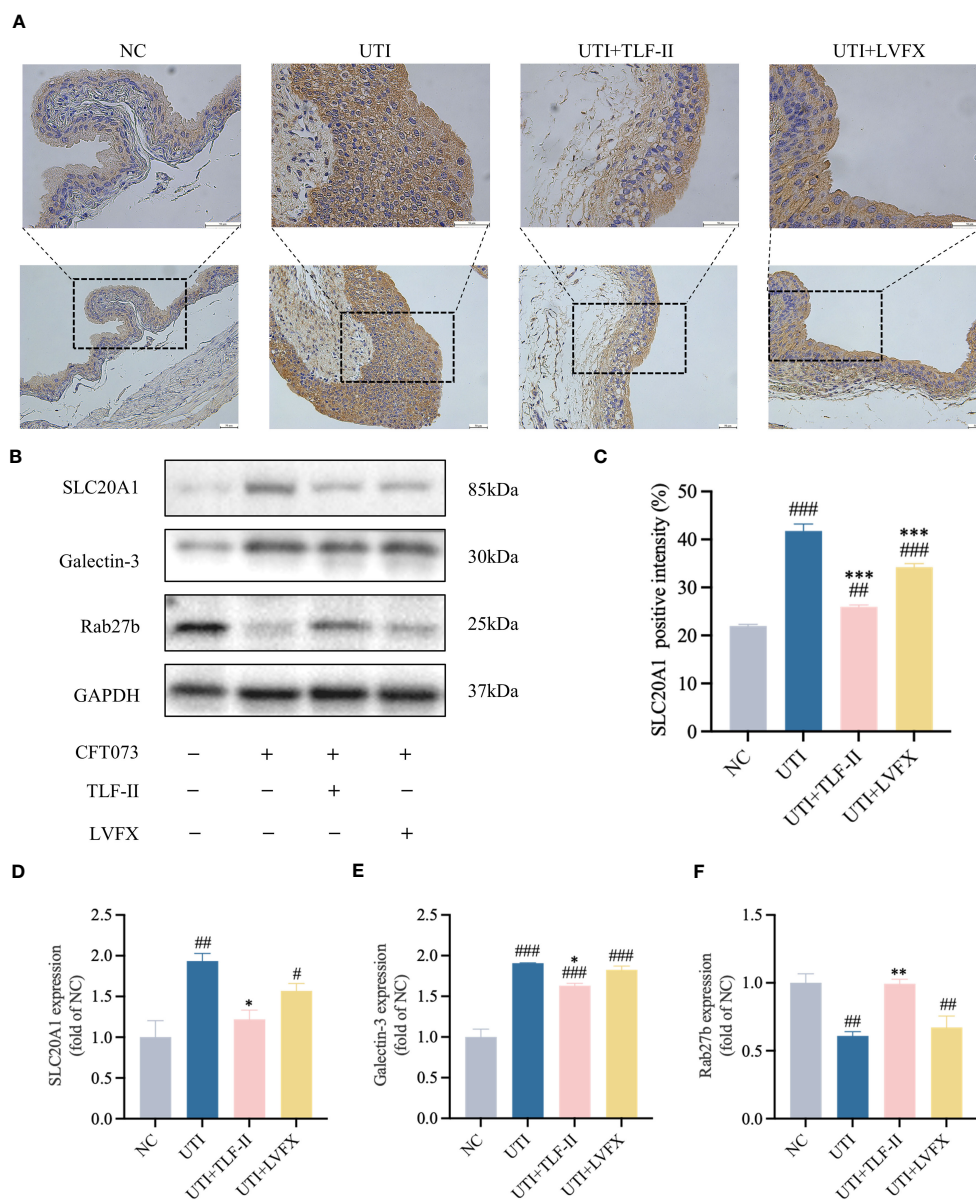 A
NC UTI UTI+TLF-II UTI+LVFX
B
SLC20A1 85kDa
Galectin-3 30kDa
Rab27b 25kDa
GAPDH 37kDa
CFT073 − + + +
TLF-II − − + −
LVFX − − − +
C
SLC20A1 positive intensity (%)
50
40
30
20
10
0
###
***
##
***
###
NC UTI UTI+TLF-II UTI+LVFX
D
SLC20A1 expression
(fold of NC)
2.5
2.0
1.5
1.0
0.5
0.0
##
*
#
NC UTI UTI+TLF-II UTI+LVFX
E
Galectin-3 expression
(fold of NC)
2.5
2.0
1.5
1.0
0.5
0.0
###
*
###
###
NC UTI UTI+TLF-II UTI+LVFX
F
Rab27b expression
(fold of NC)
1.5
1.0
0.5
0.0
##
**
##
NC UTI UTI+TLF-II UTI+LVFX